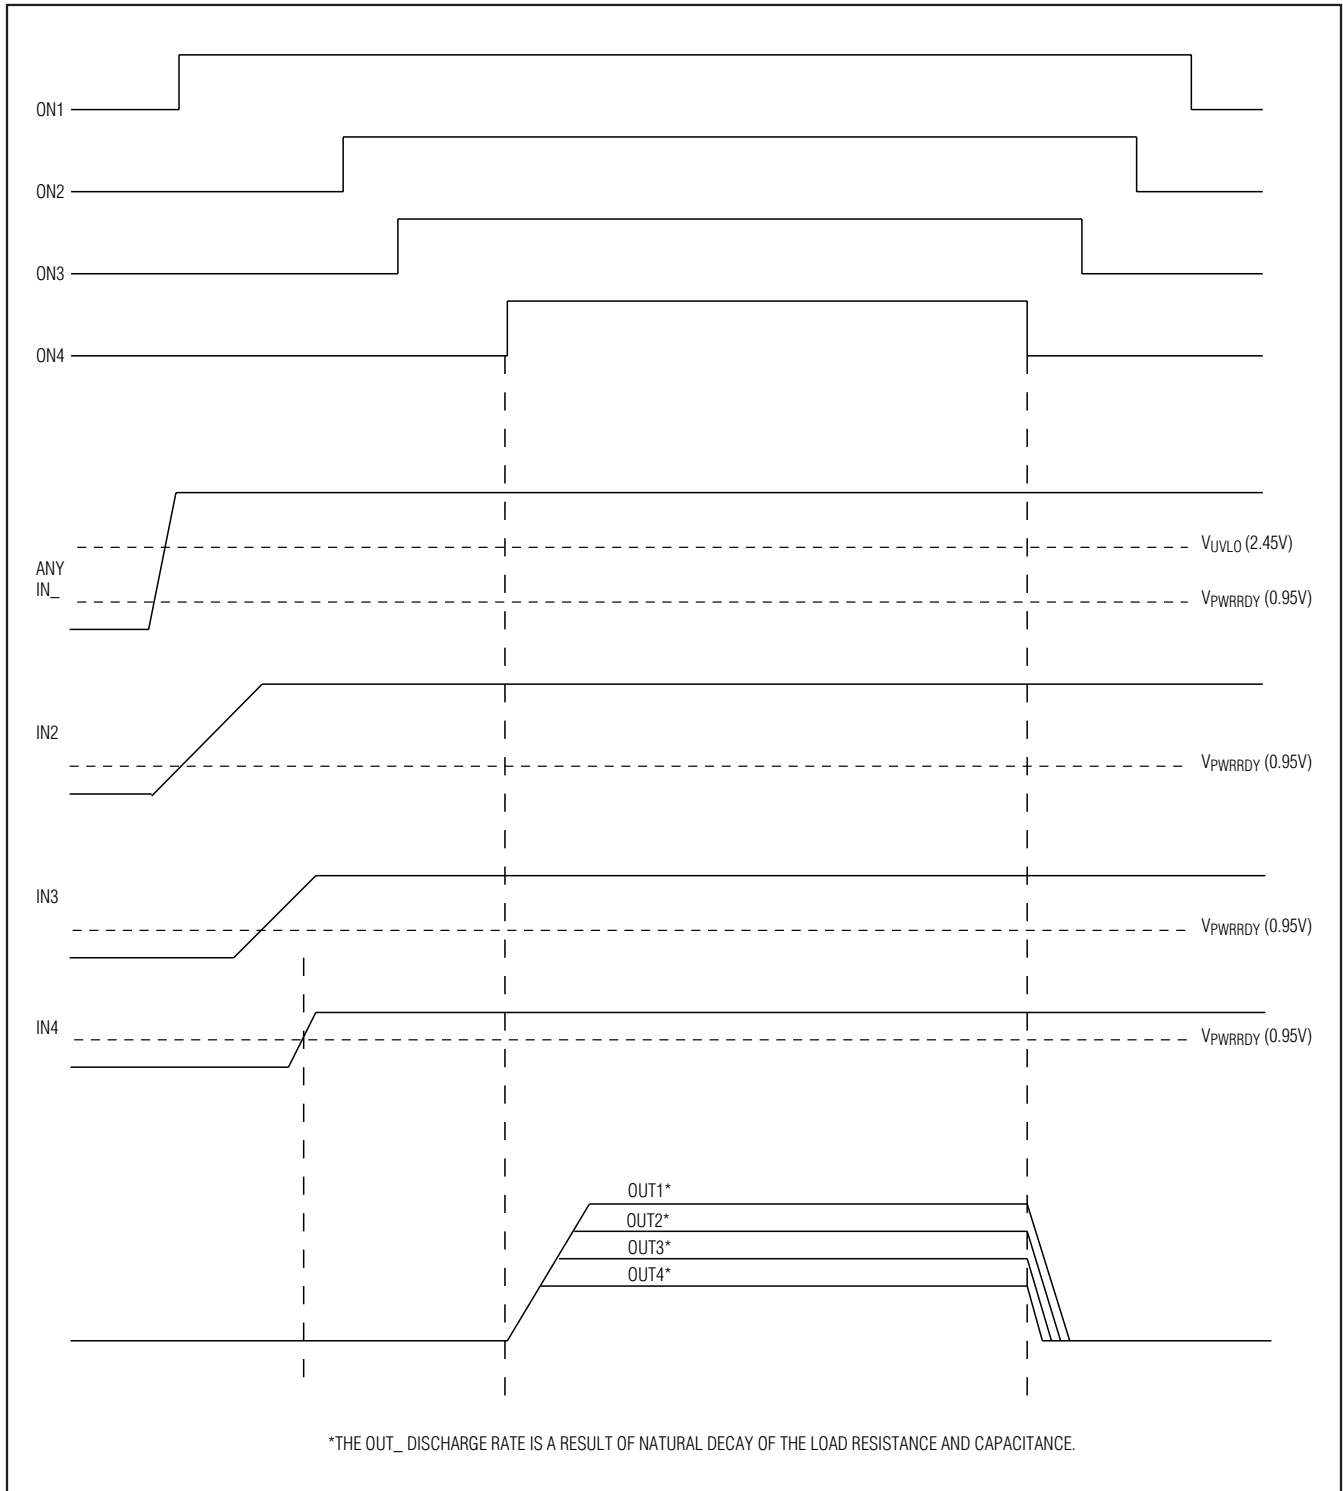 ON1
ON2
ON3
ON4
VUVLO (2.45V)
ANY
IN_
VPWRRDY (0.95V)
IN2
VPWRRDY (0.95V)
IN3
VPWRRDY (0.95V)
IN4
VPWRRDY (0.95V)
OUT1*
OUT2*
OUT3*
OUT4*
*THE OUT_ DISCHARGE RATE IS A RESULT OF NATURAL DECAY OF THE LOAD RESISTANCE AND CAPACITANCE.